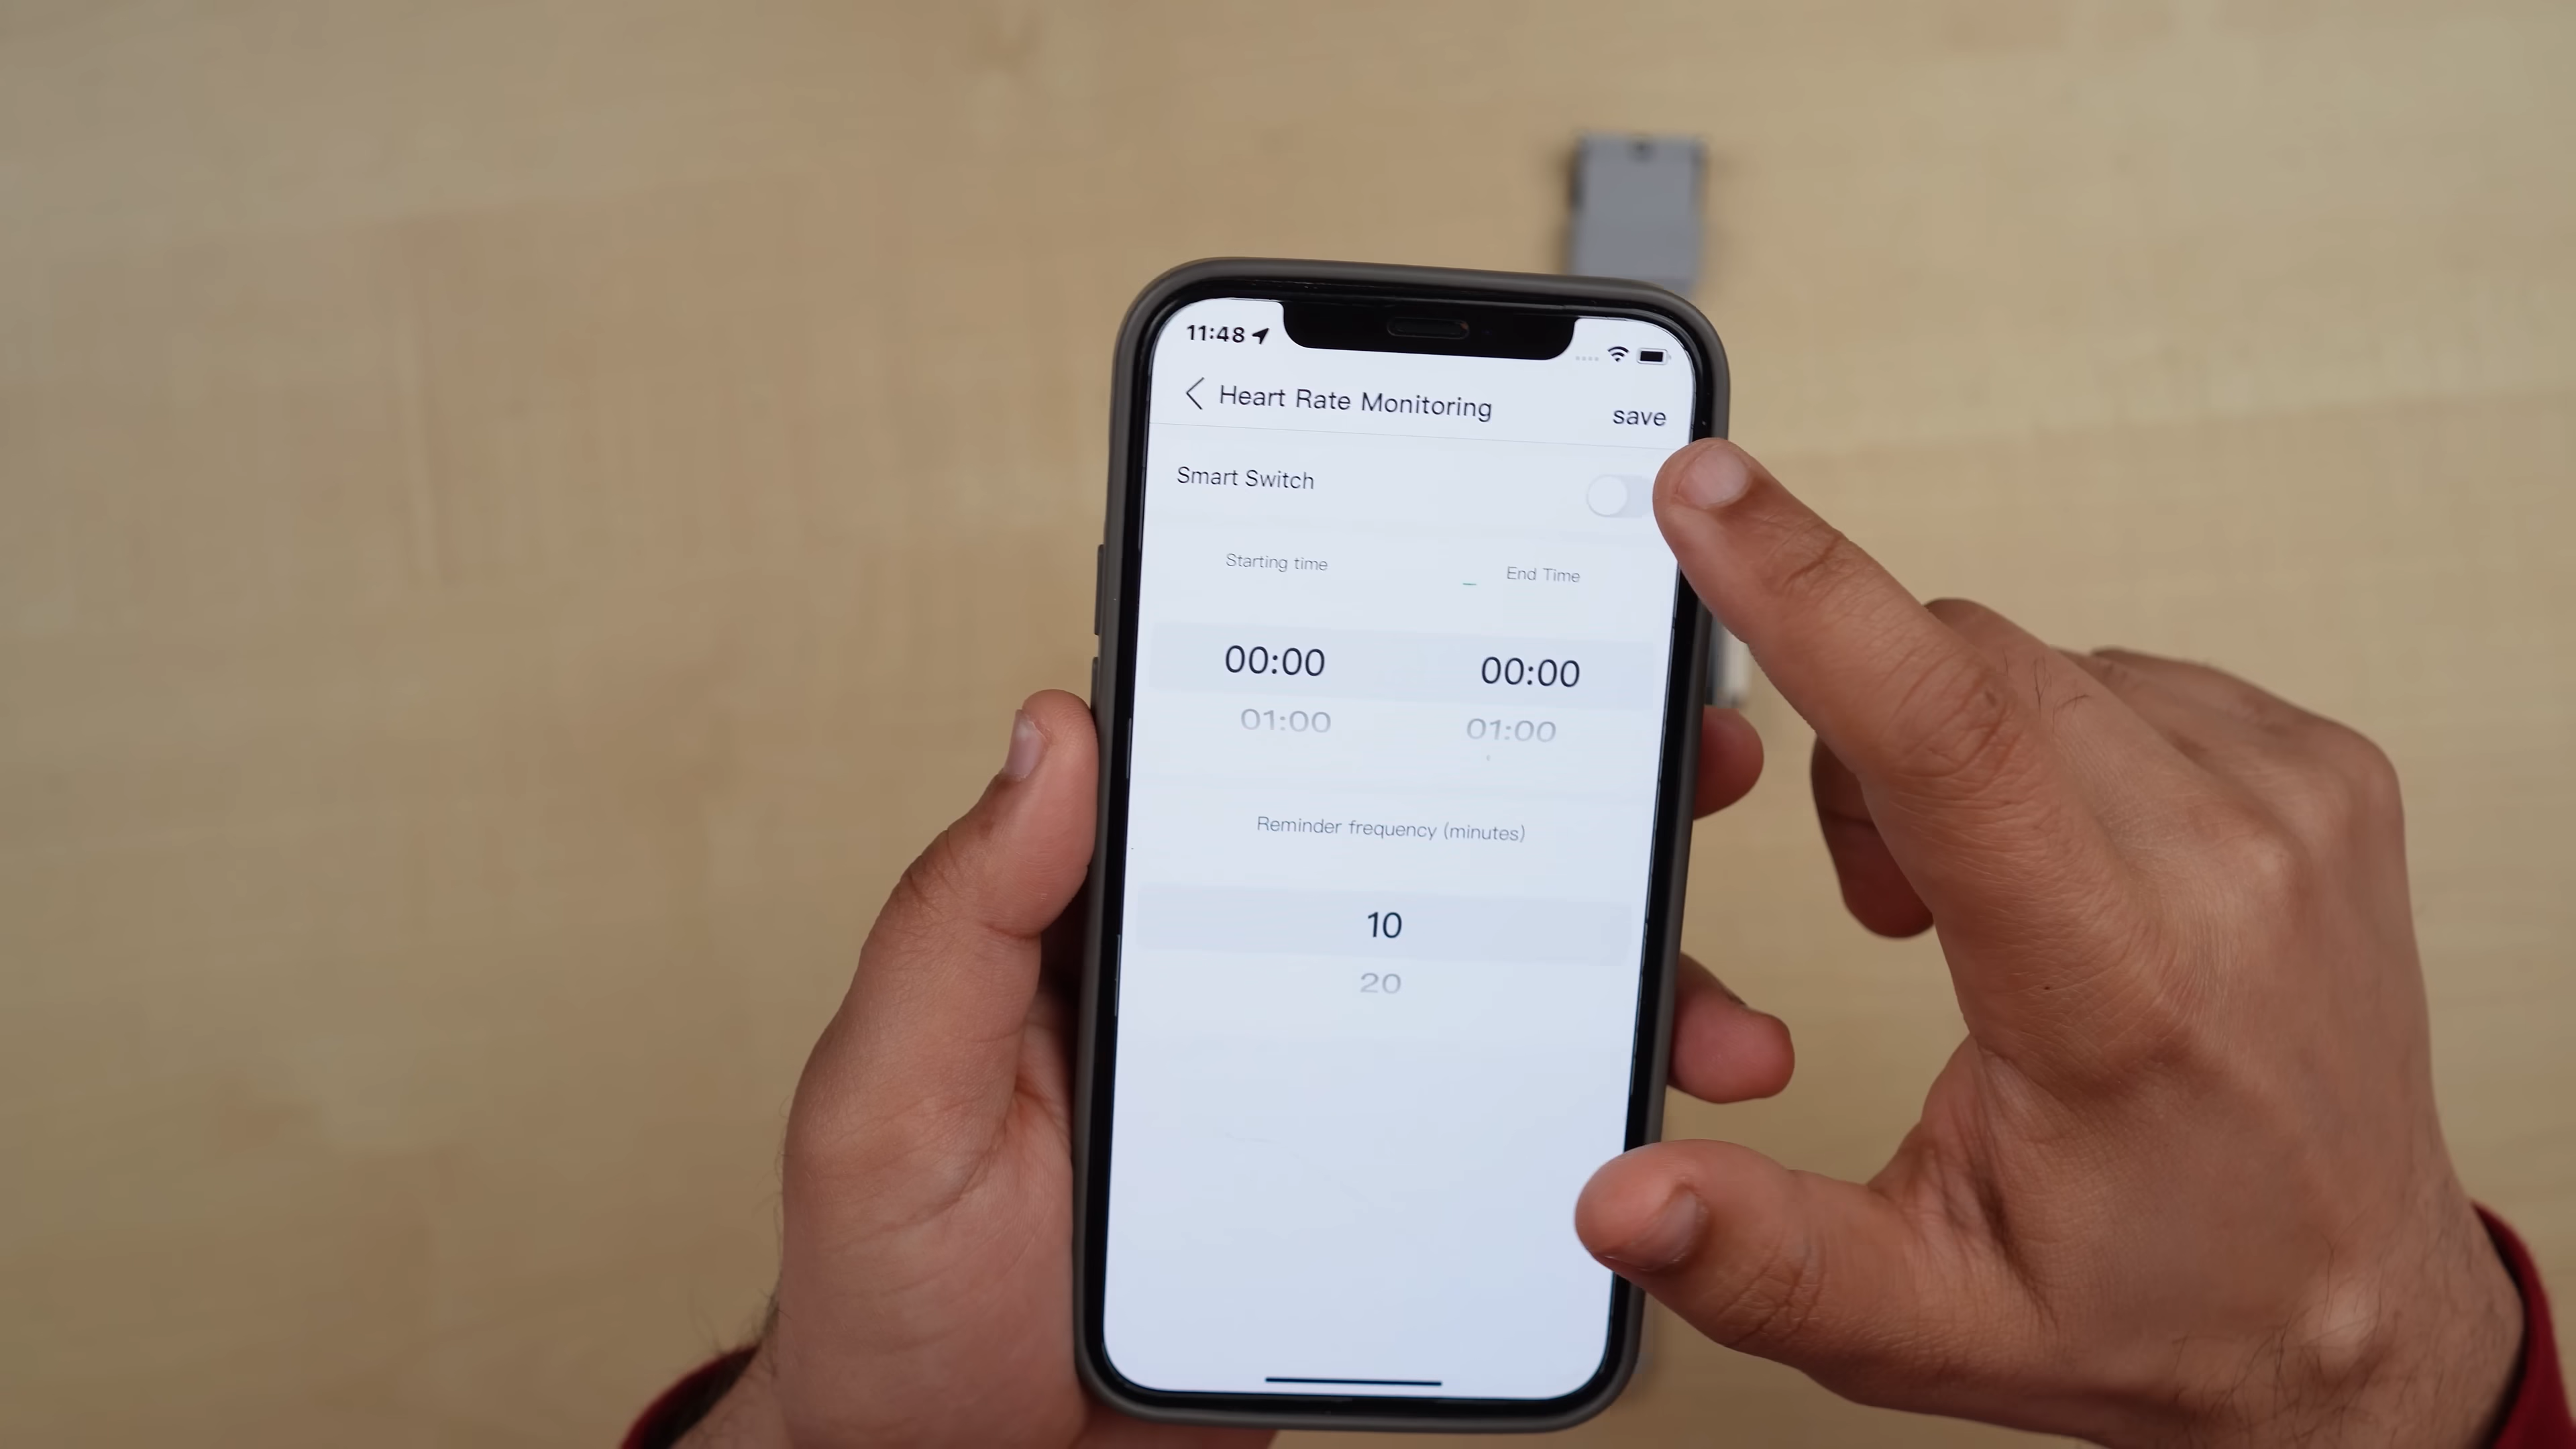 11:48
Heart Rate Monitoring
save
Smart Switch
Starting time
End Time
00:00
00:00
01:00
01:00
Reminder frequency (minutes)
10
20